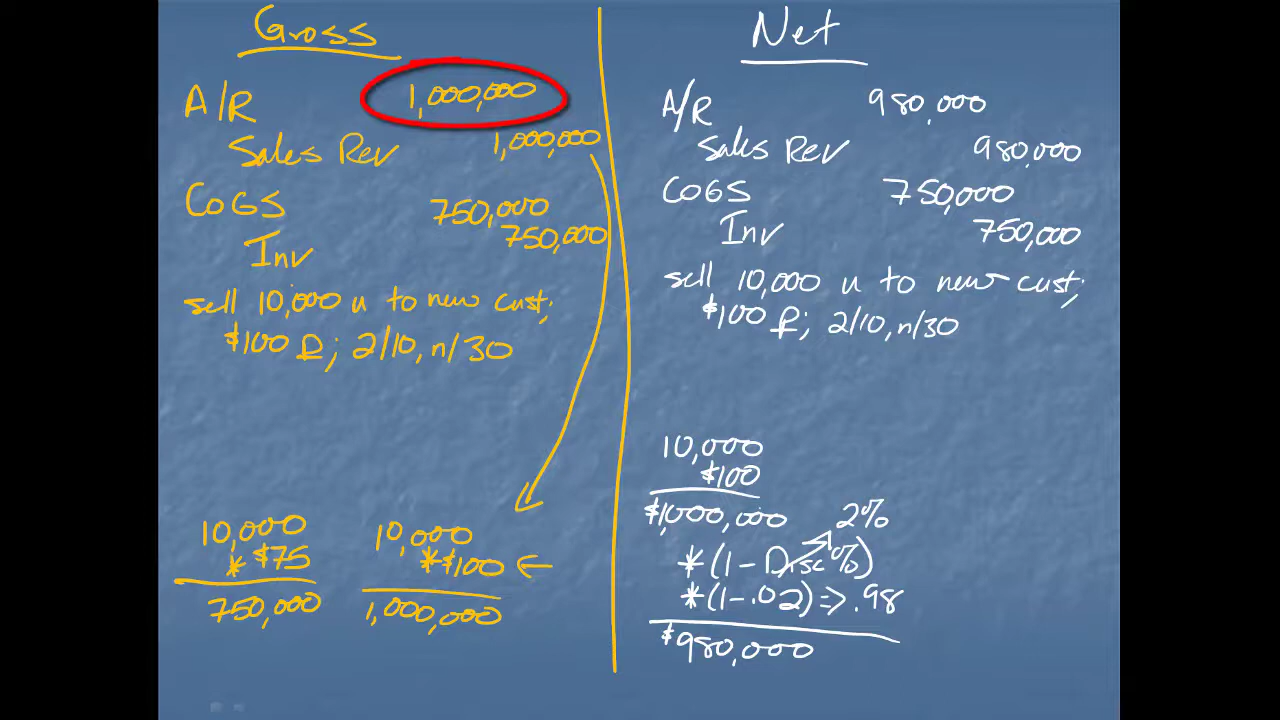 Gross
A/R 1,000,000
Sales Rev 1,000,000
CoGS 750,000
Inv 750,000
sell 10,000 u to new cust;
$100 P; 2/10, n/30
10,000
* $75
750,000
10,000
*$100
1,000,000
Net
A/R 980,000
Sales Rev 980,000
CoGS 750,000
Inv 750,000
sell 10,000 u to new cust;
$100 P; 2/10, n/30
10,000
$100
$1,000,000
2%
*(1-Disc%)
*(1-.02)=>.98
$980,000